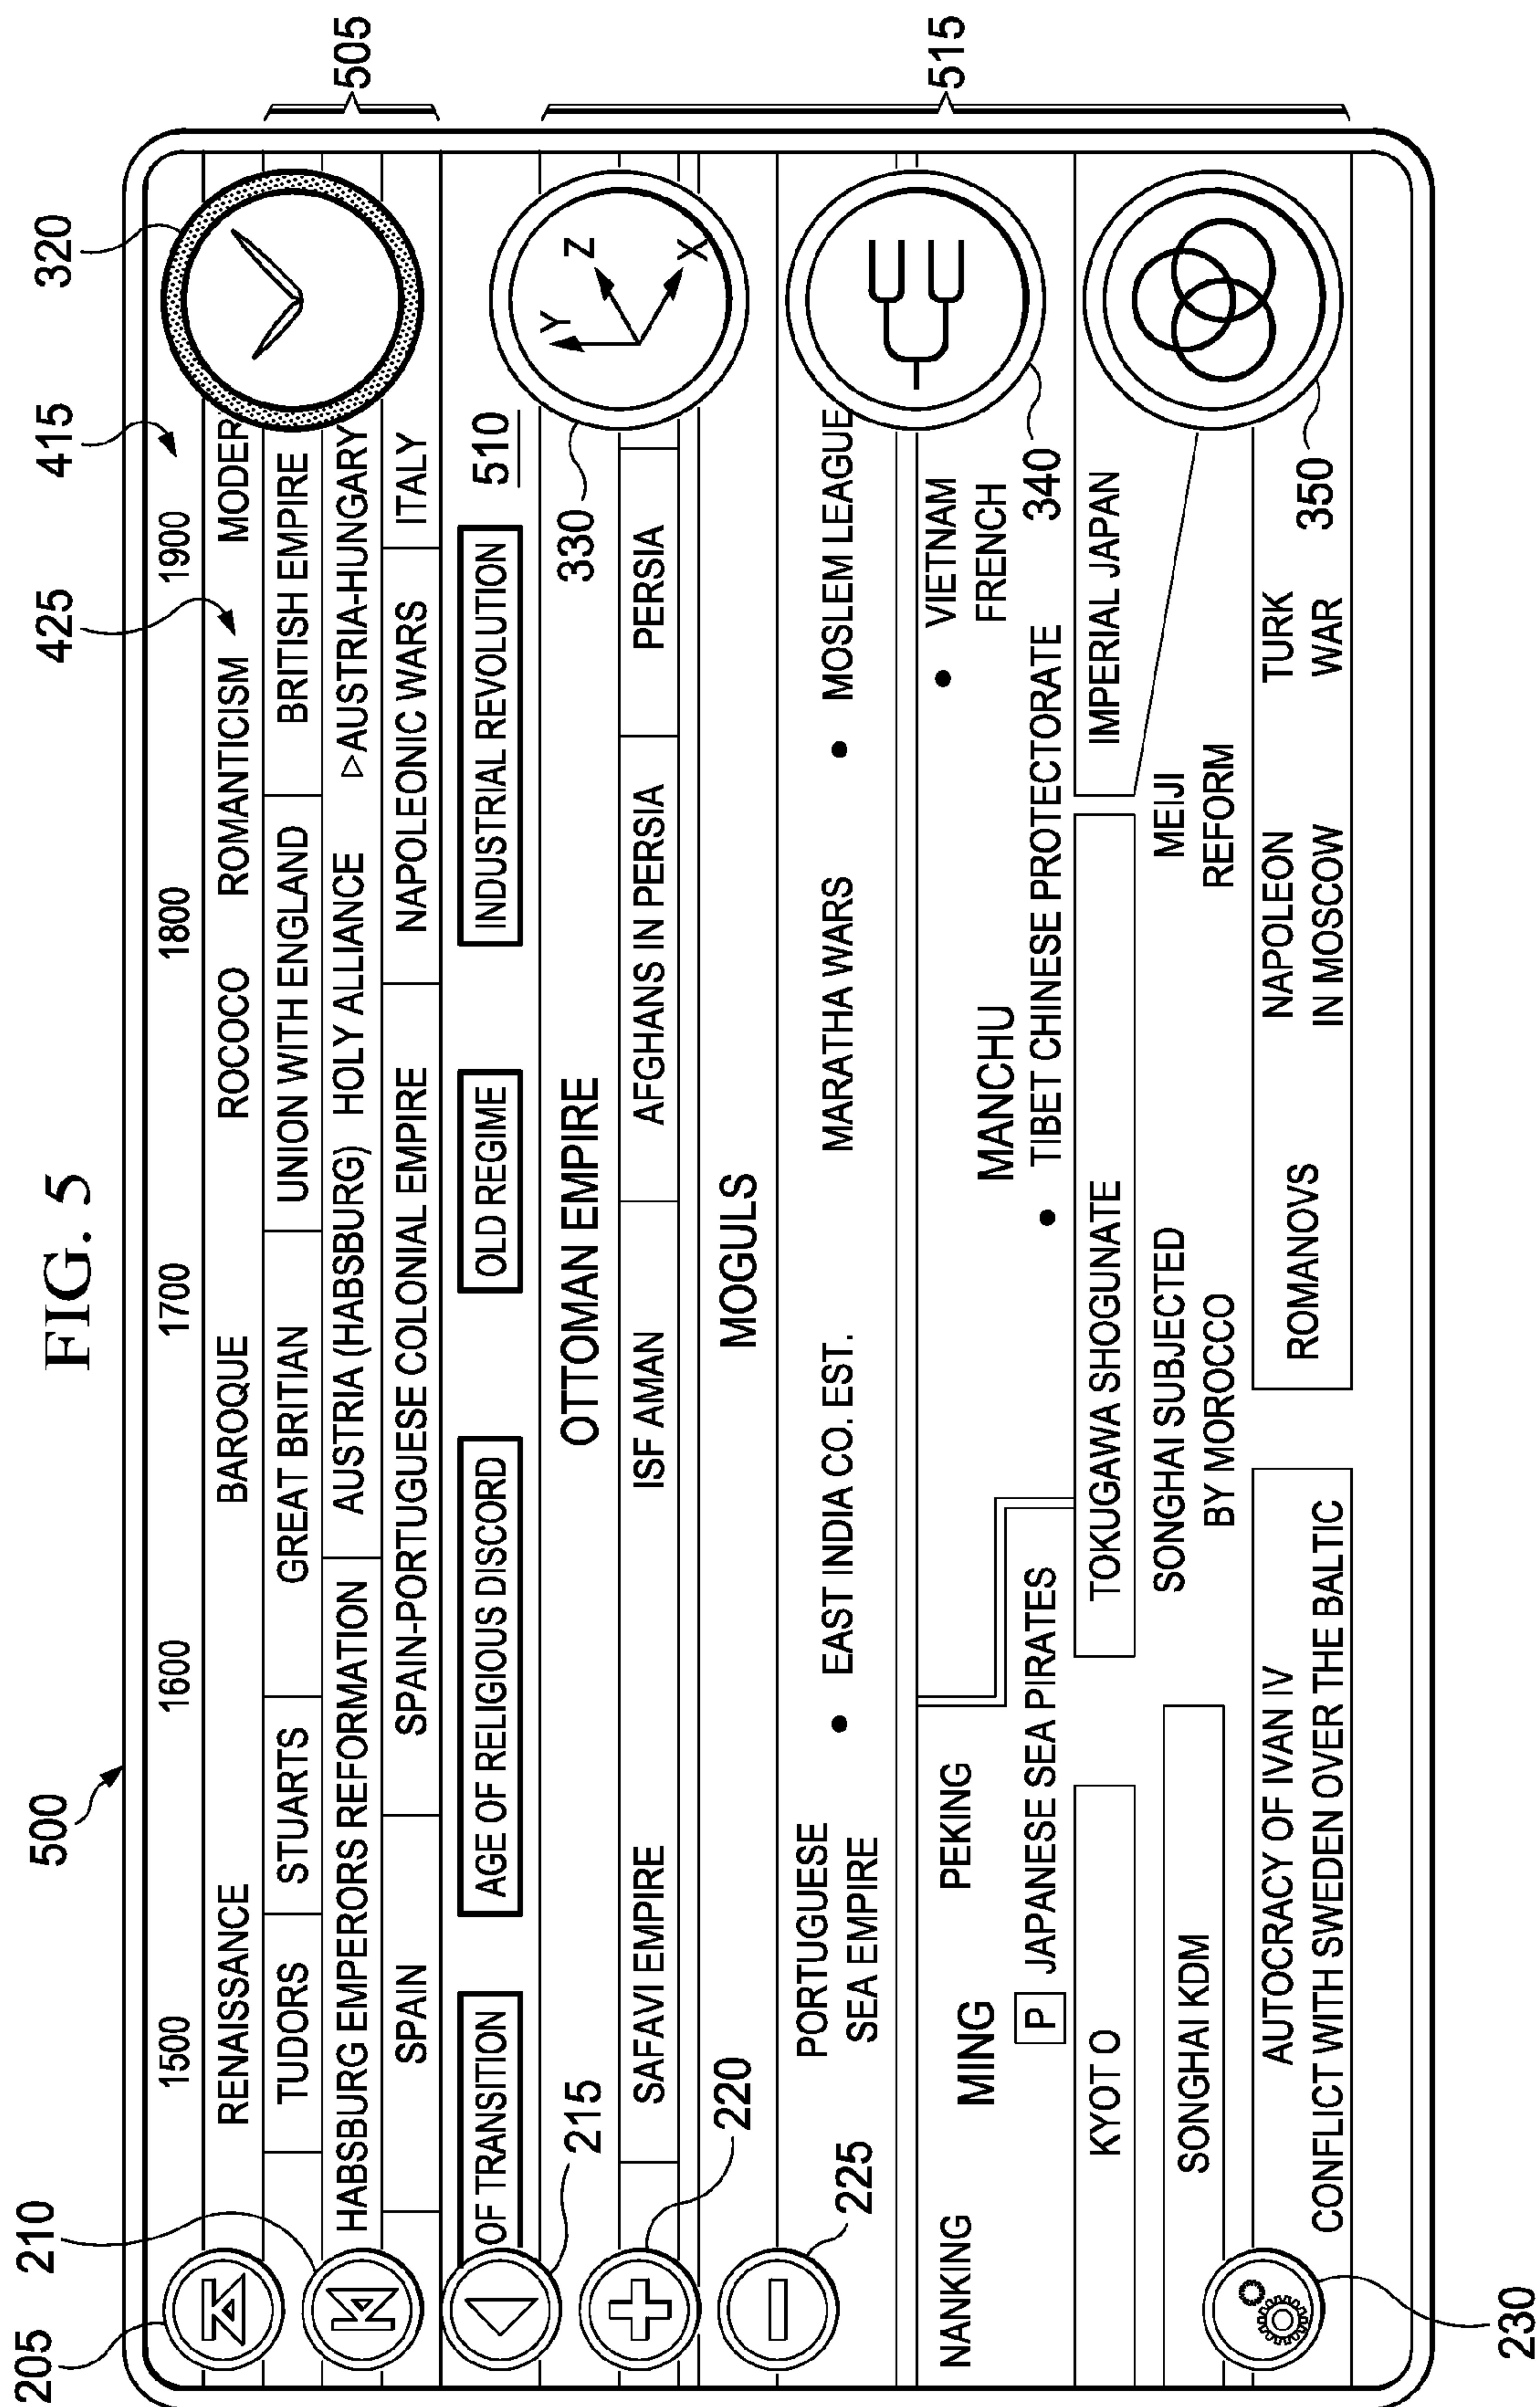 FIG. 5
500
205
210
425
415
320
1500
1600
1700
1800
1900
RENAISSANCE
BAROQUE
ROCOCO
ROMANTICISM
MODER
TUDORS
STUARTS
GREAT BRITIAN
UNION WITH ENGLAND
BRITISH EMPIRE
505
HABSBURG EMPERORS REFORMATION
AUSTRIA (HABSBURG)
HOLY ALLIANCE
▷AUSTRIA-HUNGARY
SPAIN
SPAIN-PORTUGUESE COLONIAL EMPIRE
NAPOLEONIC WARS
ITALY
OF TRANSITION
AGE OF RELIGIOUS DISCORD
OLD REGIME
INDUSTRIAL REVOLUTION
510
215
OTTOMAN EMPIRE
330
Y
Z
X
SAFAVI EMPIRE
ISF AMAN
AFGHANS IN PERSIA
PERSIA
220
MOGULS
225
PORTUGUESE
SEA EMPIRE
• EAST INDIA CO. EST.
MARATHA WARS
• MOSLEM LEAGUE
515
NANKING
MING
PEKING
MANCHU
• VIETNAM
FRENCH
P JAPANESE SEA PIRATES
• TIBET CHINESE PROTECTORATE
340
KYOT O
TOKUGAWA SHOGUNATE
IMPERIAL JAPAN
SONGHAI KDM
SONGHAI SUBJECTED
BY MOROCCO
MEIJI
REFORM
AUTOCRACY OF IVAN IV
CONFLICT WITH SWEDEN OVER THE BALTIC
ROMANOVS
NAPOLEON
IN MOSCOW
TURK
WAR
350
230